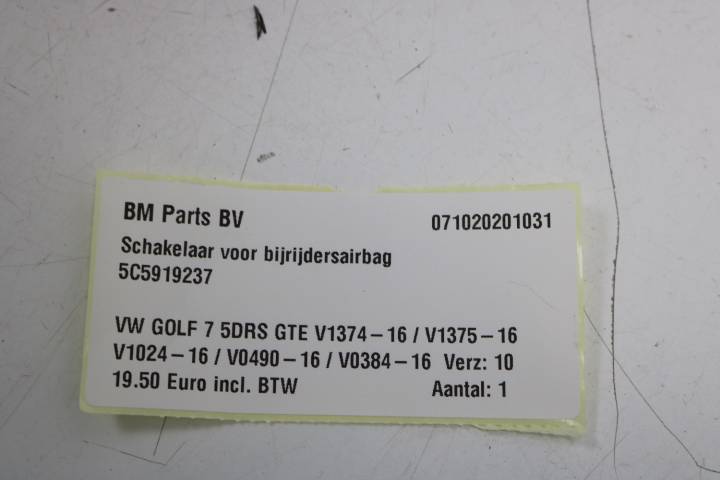 BM Parts BV 071020201031
Schakelaar voor bijrijdersairbag
5C5919237
VW GOLF 7 5DRS GTE V1374-16 / V1375-16
V1024-16 / V0490-16 / V0384-16 Verz: 10
19.50 Euro incl. BTW Aantal: 1